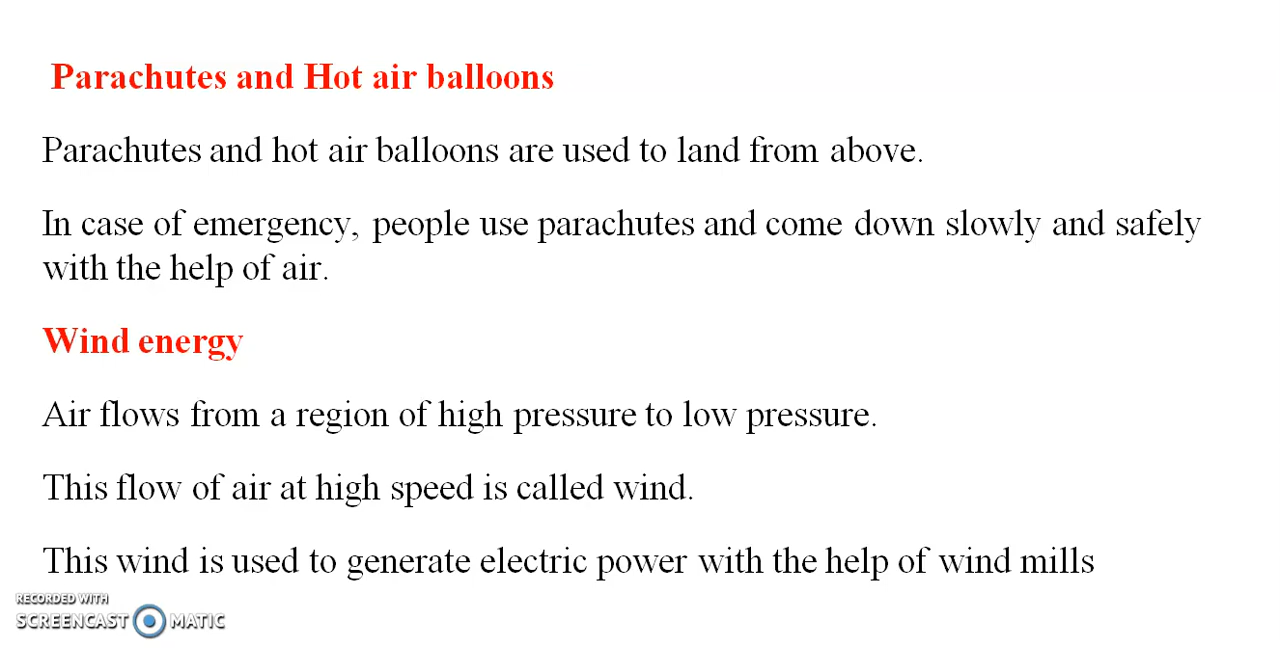 Parachutes and Hot air balloons
Parachutes and hot air balloons are used to land from above.
In case of emergency, people use parachutes and come down slowly and safely
with the help of air.
Wind energy
Air flows from a region of high pressure to low pressure.
This flow of air at high speed is called wind.
This wind is used to generate electric power with the help of wind mills
RECORDED WITH
SCREENCAST MATIC